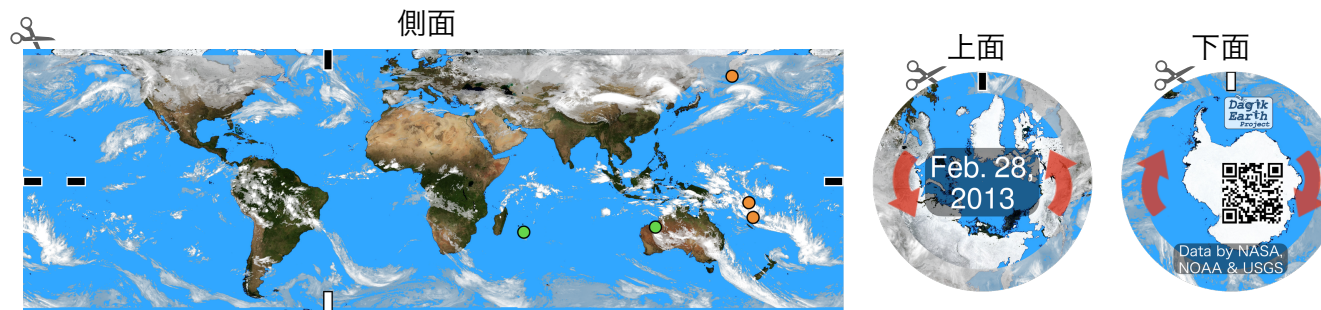 側面
上面
Feb. 28,
2013
下面
Dagik
Earth
Project
Data by NASA,
NOAA & USGS